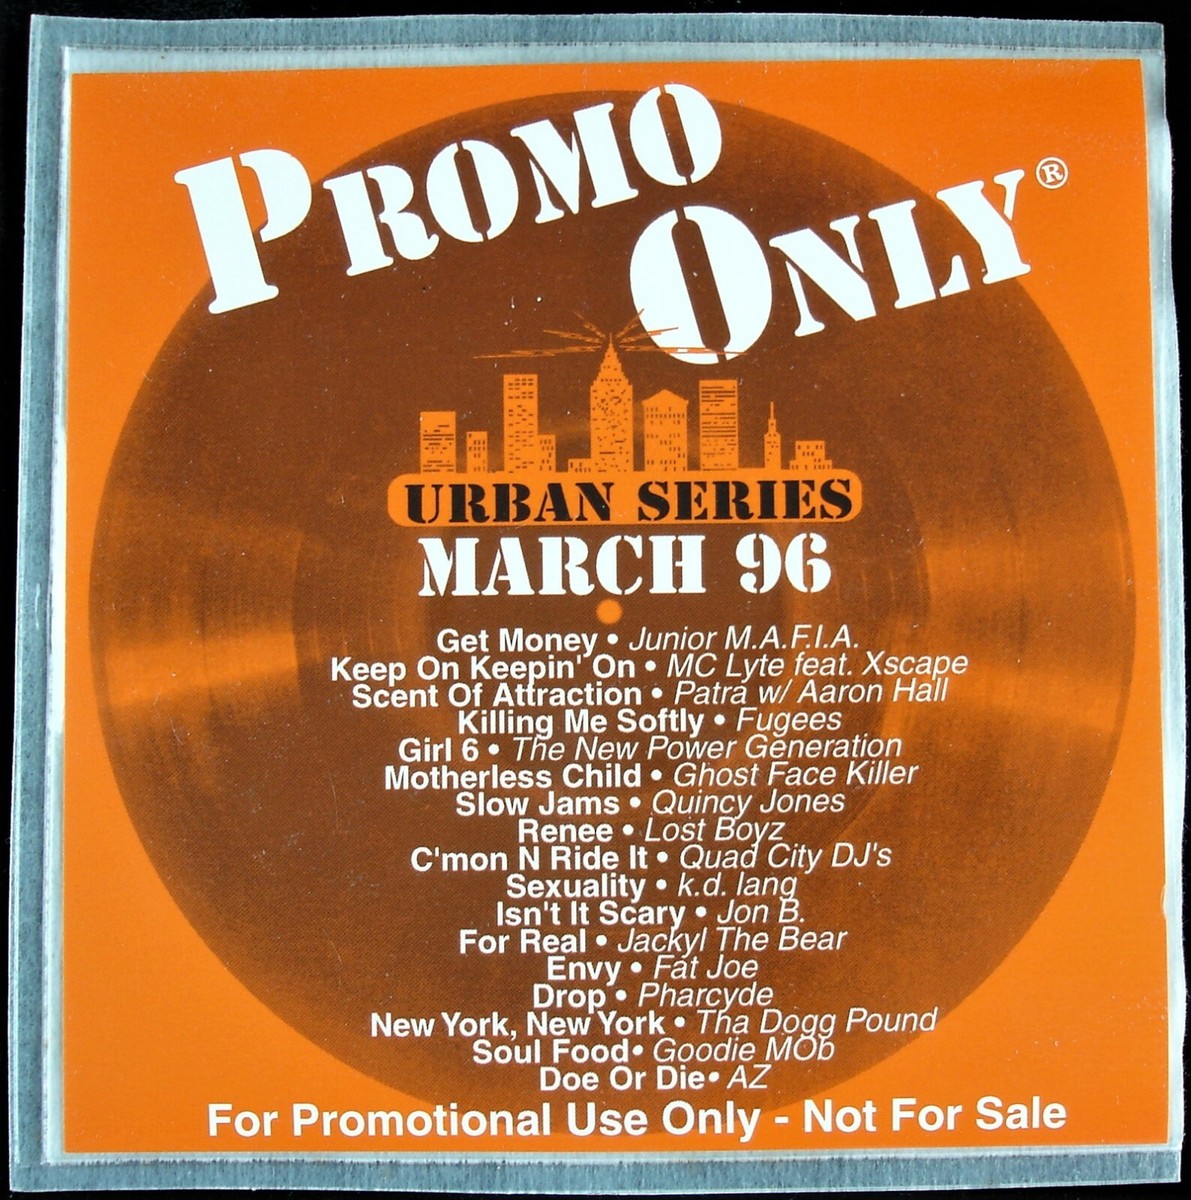 PROMO
ONLY®
URBAN SERIES
MARCH 96
Get Money • Junior M.A.F.I.A.
Keep On Keepin' On • MC Lyte feat. Xscape
Scent Of Attraction • Patra w/ Aaron Hall
Killing Me Softly • Fugees
Girl 6 • The New Power Generation
Motherless Child • Ghost Face Killer
Slow Jams • Quincy Jones
Renee • Lost Boyz
C'mon N Ride It • Quad City DJ's
Sexuality • k.d. lang
Isn't It Scary • Jon B.
For Real • Jackyl The Bear
Envy • Fat Joe
Drop • Pharcyde
New York, New York • Tha Dogg Pound
Soul Food• Goodie MOb
Doe Or Die• AZ
For Promotional Use Only - Not For Sale